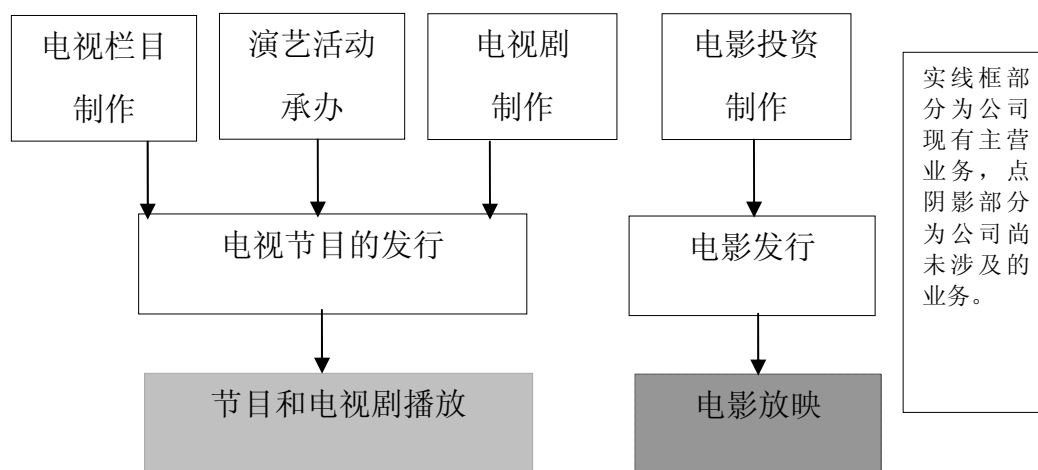 电视栏目
制作
演艺活动
承办
电视剧
制作
电影投资
制作
电视节目的发行
电影发行
节目和电视剧播放
电影放映
实线框部
分为公司
现有主营
业务，点
阴影部分
为公司尚
未涉及的
业务。